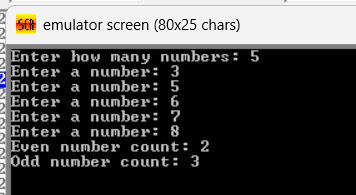 SCR
emulator screen (80x25 chars)
Enter how many numbers: 5
Enter a number: 3
Enter a number: 5
Enter a number: 6
Enter a number: 7
Enter a number: 8
Even number count: 2
Odd number count: 3